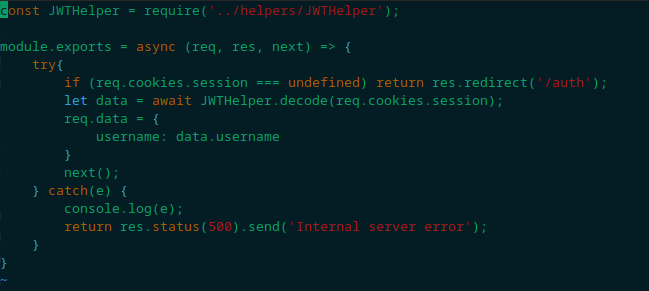 const JWTHelper = require('../helpers/JWTHelper');

module.exports = async (req, res, next) => {
    try{
        if (req.cookies.session === undefined) return res.redirect('/auth');
        let data = await JWTHelper.decode(req.cookies.session);
        req.data = {
            username: data.username
        }
        next();
    } catch(e) {
        console.log(e);
        return res.status(500).send('Internal server error');
    }
}
~